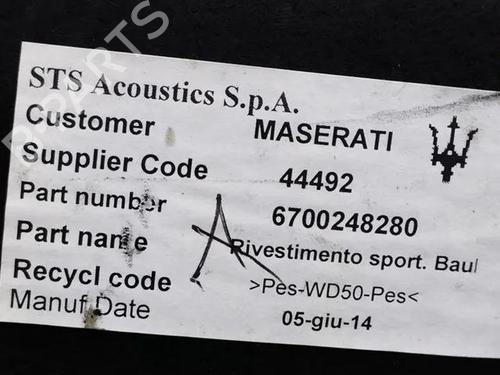 STS Acoustics S.p.A.
Customer MASERATI
Supplier Code 44492
Part number 6700248280
Part name Rivestimento sport. Baul
Recycl code >Pes-WD50-Pes<
Manuf.Date 05-giu-14